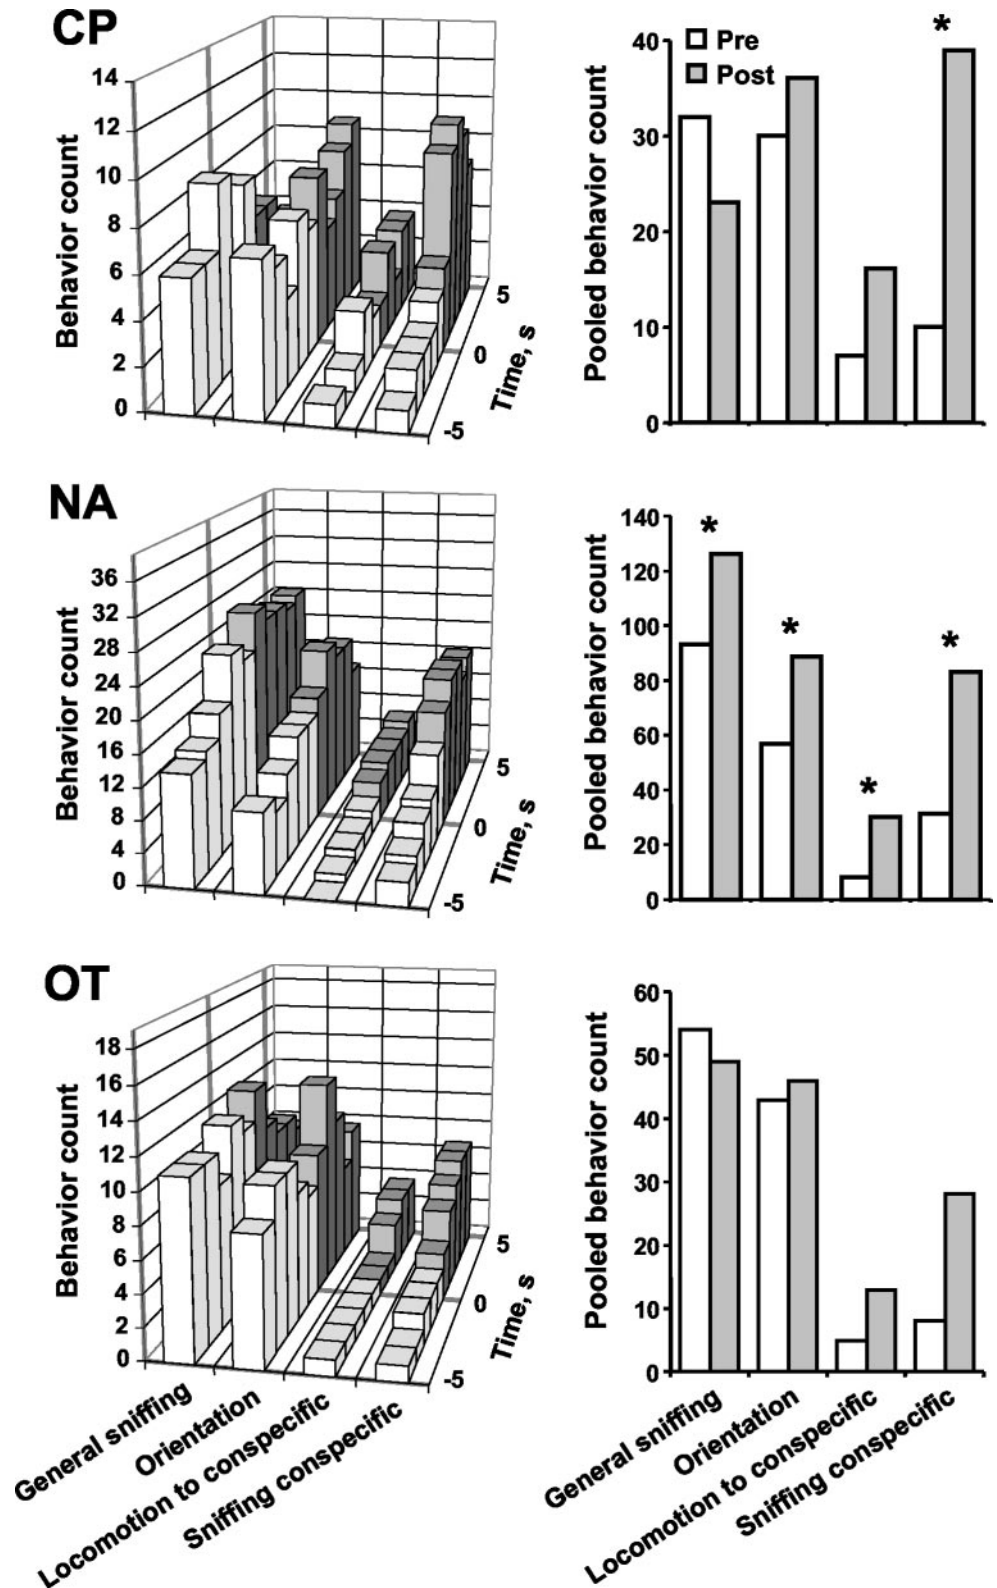 CP
Behavior count
14
12
10
8
6
4
2
0
5
0
-5
Time, s
Pooled behavior count
40
30
20
10
0
Pre
Post
*
NA
Behavior count
36
32
28
24
20
16
12
8
4
0
5
0
-5
Time, s
Pooled behavior count
140
120
100
80
60
40
20
0
*
*
*
*
OT
Behavior count
18
16
14
12
10
8
6
4
2
0
5
0
-5
Time, s
General sniffing
Orientation
Locomotion to conspecific
Sniffing conspecific
Pooled behavior count
60
50
40
30
20
10
0
General sniffing
Orientation
Locomotion to conspecific
Sniffing conspecific